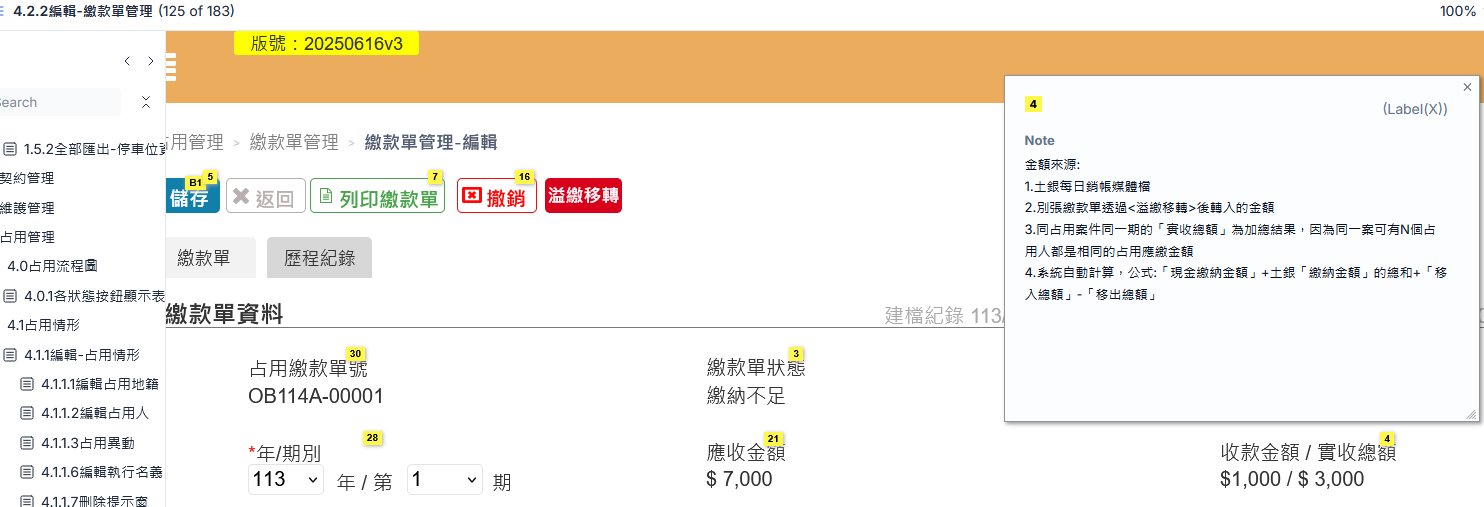 4.2.2編輯-繳款單管理 (125 of 183)
100%
版號：20250616v3
Search
1.5.2全部匯出-停車位
契約管理
維護管理
占用管理
4.0占用流程圖
4.0.1各狀態按鈕顯示表
4.1占用情形
4.1.1編輯-占用情形
4.1.1.1編輯占用地籍
4.1.1.2編輯占用人
4.1.1.3占用異動
4.1.1.6編輯執行名義
4.1.1.7刪除提示窗
占用管理 > 繳款單管理 > 繳款單管理-編輯
B1 5 7 16
儲存 返回 列印繳款單 撤銷 溢繳移轉
繳款單 歷程紀錄
繳款單資料
建檔紀錄 113
占用繳款單號 30
OB114A-00001
繳款單狀態 3
繳納不足
*年/期別 28
113 年 / 第 1 期
應收金額 21
$ 7,000
收款金額 / 實收總額 4
$1,000 / $ 3,000
4
(Label(X))
Note
金額來源:
1.土銀每日銷帳媒體檔
2.別張繳款單透過<溢繳移轉>後轉入的金額
3.同占用案件同一期的「實收總額」為加總結果，因為同一案可有N個占
用人都是相同的占用應繳金額
4.系統自動計算，公式:「現金繳納金額」+土銀「繳納金額」的總和+「移
入總額」-「移出總額」